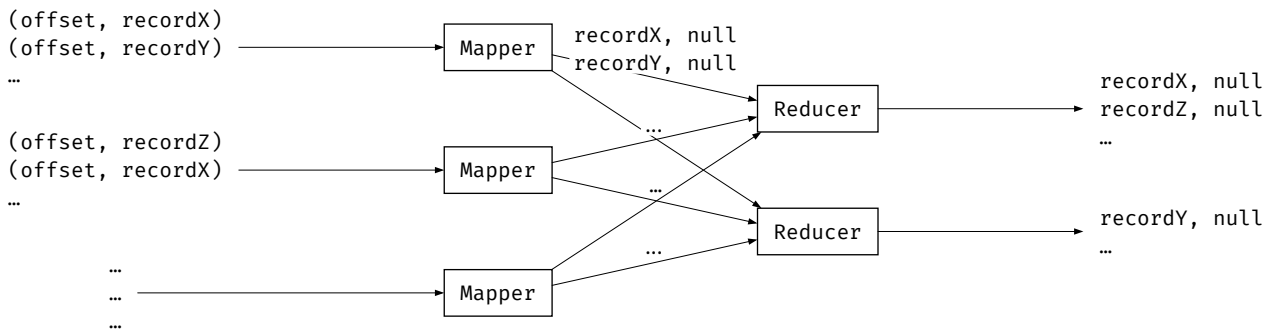 (offset, recordX)
(offset, recordY)
…
Mapper
recordX, null
recordY, null
(offset, recordZ)
(offset, recordX)
…
Mapper
…
…
…
Mapper
…
…
…
Reducer
recordX, null
recordZ, null
…
Reducer
recordY, null
…